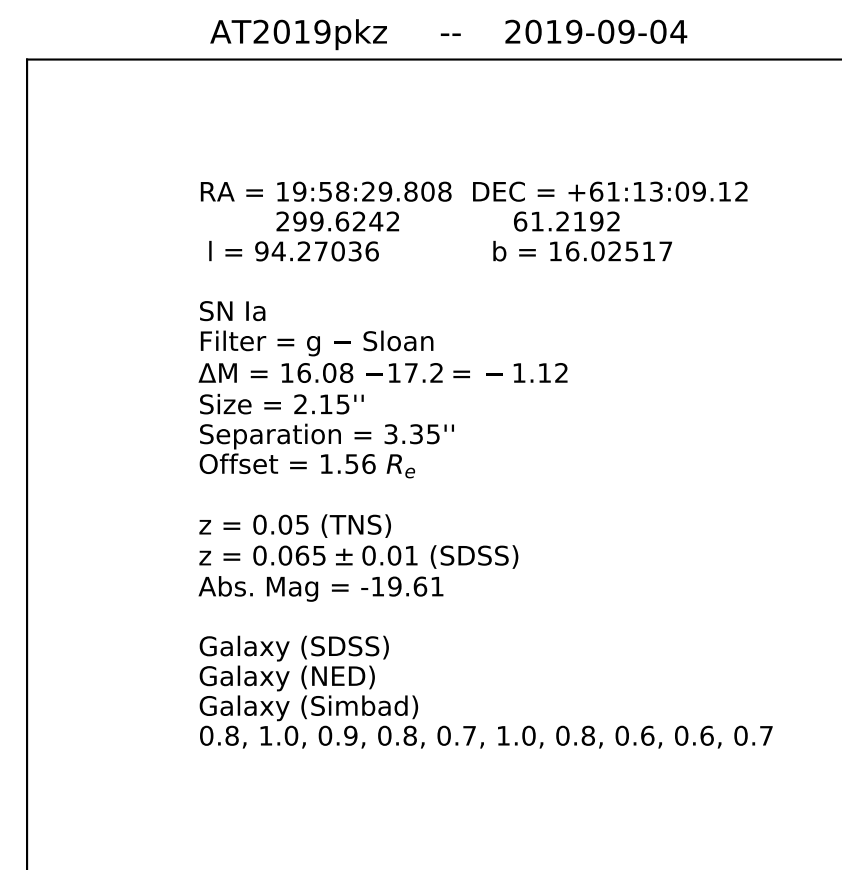 AT2019pkz -- 2019-09-04
RA = 19:58:29.808 DEC = +61:13:09.12
299.6242 61.2192
l = 94.27036 b = 16.02517
SN Ia
Filter = g − Sloan
ΔM = 16.08 −17.2 = − 1.12
Size = 2.15''
Separation = 3.35''
Offset = 1.56 Rₑ
z = 0.05 (TNS)
z = 0.065 ± 0.01 (SDSS)
Abs. Mag = -19.61
Galaxy (SDSS)
Galaxy (NED)
Galaxy (Simbad)
0.8, 1.0, 0.9, 0.8, 0.7, 1.0, 0.8, 0.6, 0.6, 0.7